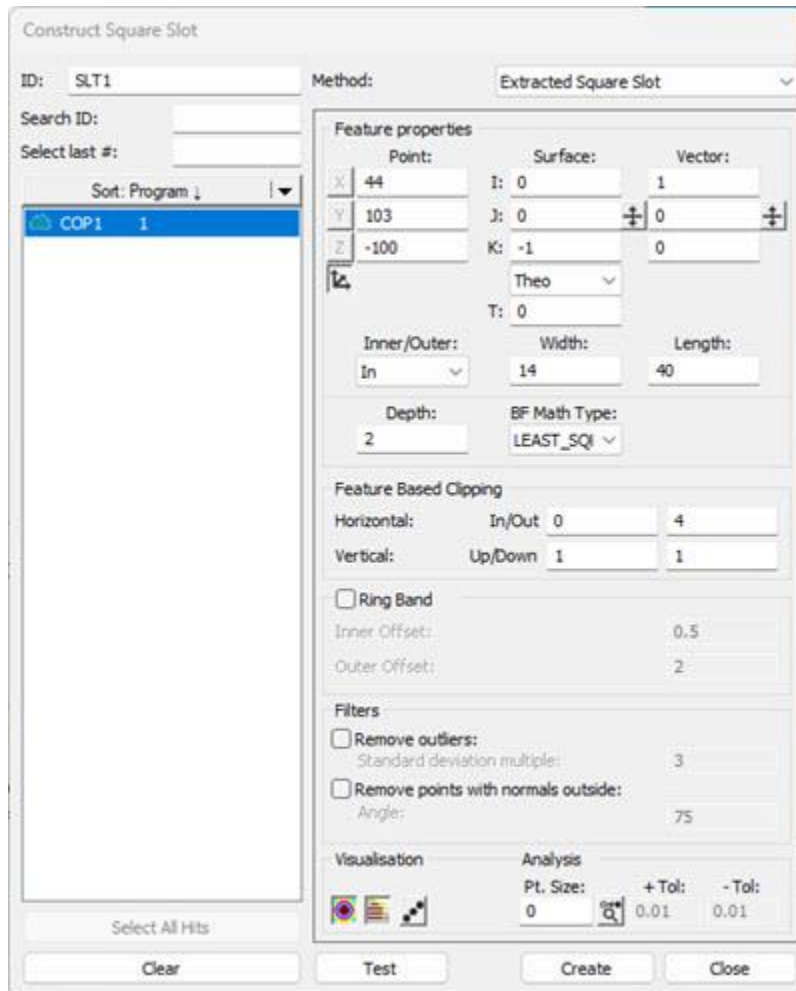 Construct Square Slot
ID: SLT1
Method: Extracted Square Slot
Search ID:
Select last #:
Sort: Program ↓
COP1 1
Feature properties
Point: Surface: Vector:
X 44 I: 0 1
Y 103 J: 0 0
Z -100 K: -1 0
Theo
T: 0
Inner/Outer: Width: Length:
In 14 40
Depth: BF Math Type:
2 LEAST_SQI
Feature Based Clipping
Horizontal: In/Out 0 4
Vertical: Up/Down 1 1
Ring Band
Inner Offset: 0.5
Outer Offset: 2
Filters
Remove outliers:
Standard deviation multiple: 3
Remove points with normals outside:
Angle: 75
Visualisation Analysis
Pt. Size: + Tol: - Tol:
0 0.01 0.01
Select All Hits
Clear Test Create Close